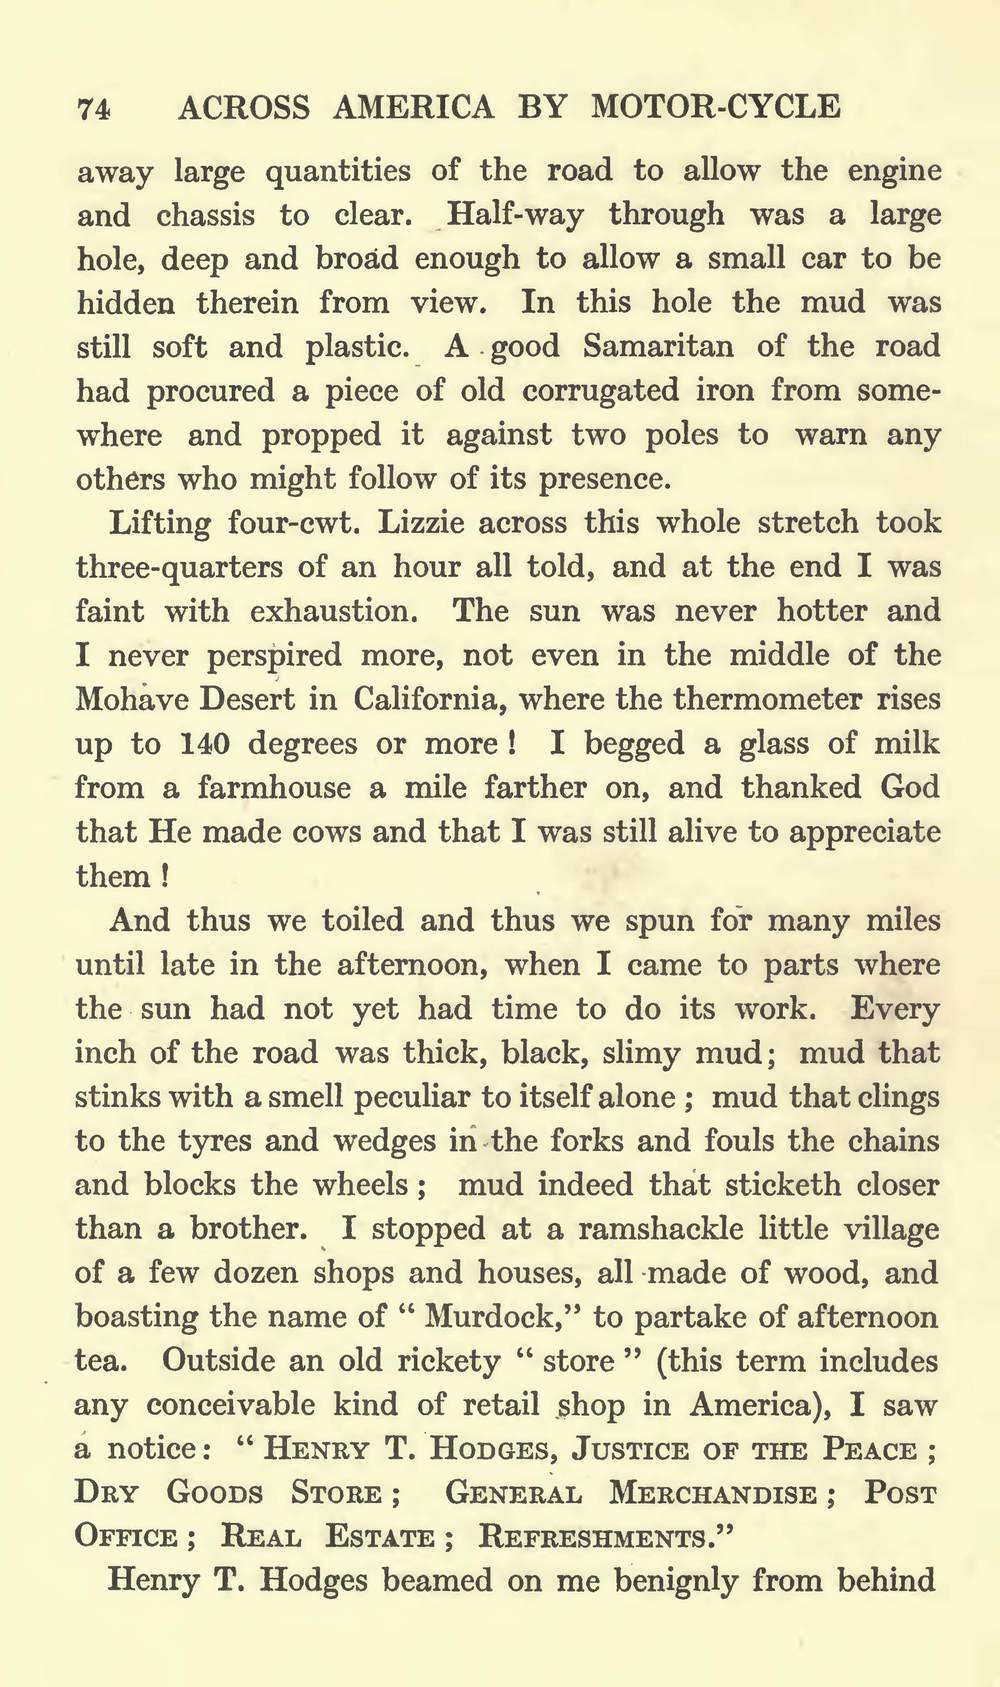 74 ACROSS AMERICA BY MOTOR-CYCLE
away large quantities of the road to allow the engine
and chassis to clear. Half-way through was a large
hole, deep and broad enough to allow a small car to be
hidden therein from view. In this hole the mud was
still soft and plastic. A good Samaritan of the road
had procured a piece of old corrugated iron from some-
where and propped it against two poles to warn any
others who might follow of its presence.
Lifting four-cwt. Lizzie across this whole stretch took
three-quarters of an hour all told, and at the end I was
faint with exhaustion. The sun was never hotter and
I never perspired more, not even in the middle of the
Mohave Desert in California, where the thermometer rises
up to 140 degrees or more ! I begged a glass of milk
from a farmhouse a mile farther on, and thanked God
that He made cows and that I was still alive to appreciate
them !
And thus we toiled and thus we spun for many miles
until late in the afternoon, when I came to parts where
the sun had not yet had time to do its work. Every
inch of the road was thick, black, slimy mud; mud that
stinks with a smell peculiar to itself alone ; mud that clings
to the tyres and wedges in the forks and fouls the chains
and blocks the wheels ; mud indeed that sticketh closer
than a brother. I stopped at a ramshackle little village
of a few dozen shops and houses, all made of wood, and
boasting the name of “ Murdock,” to partake of afternoon
tea. Outside an old rickety “ store ” (this term includes
any conceivable kind of retail shop in America), I saw
a notice: “ HENRY T. HODGES, JUSTICE OF THE PEACE ;
DRY GOODS STORE ; GENERAL MERCHANDISE ; POST
OFFICE ; REAL ESTATE ; REFRESHMENTS.”
Henry T. Hodges beamed on me benignly from behind